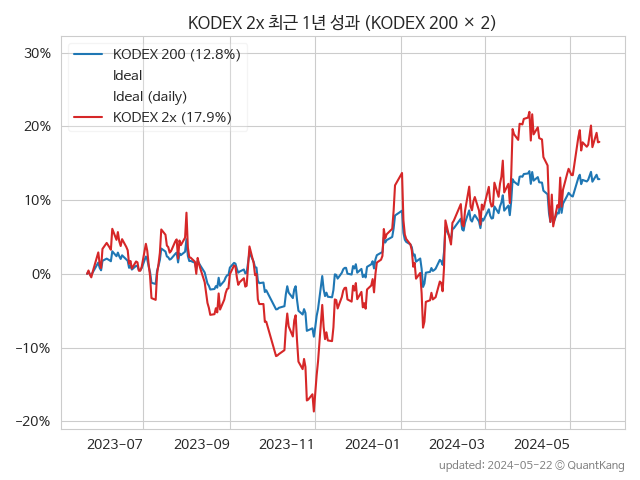 KODEX 2x 최근 1년 성과 (KODEX 200 × 2)
30%
20%
10%
0%
−10%
−20%
KODEX 200 (12.8%)
Ideal
Ideal (daily)
KODEX 2x (17.9%)
2023−07
2023−09
2023−11
2024−01
2024−03
2024−05
updated: 2024-05-22 © QuantKang